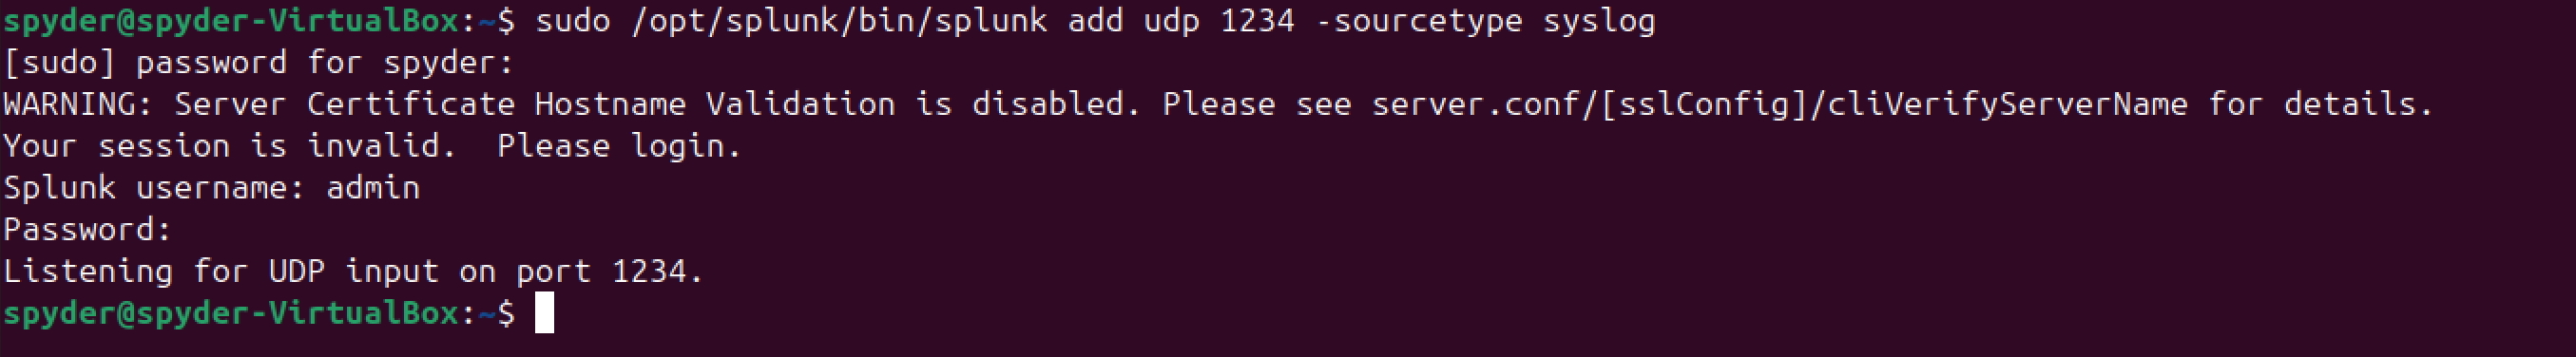 spyder@spyder-VirtualBox:~$ sudo /opt/splunk/bin/splunk add udp 1234 -sourcetype syslog
[sudo] password for spyder:
WARNING: Server Certificate Hostname Validation is disabled. Please see server.conf/[sslConfig]/cliVerifyServerName for details.
Your session is invalid.  Please login.
Splunk username: admin
Password:
Listening for UDP input on port 1234.
spyder@spyder-VirtualBox:~$